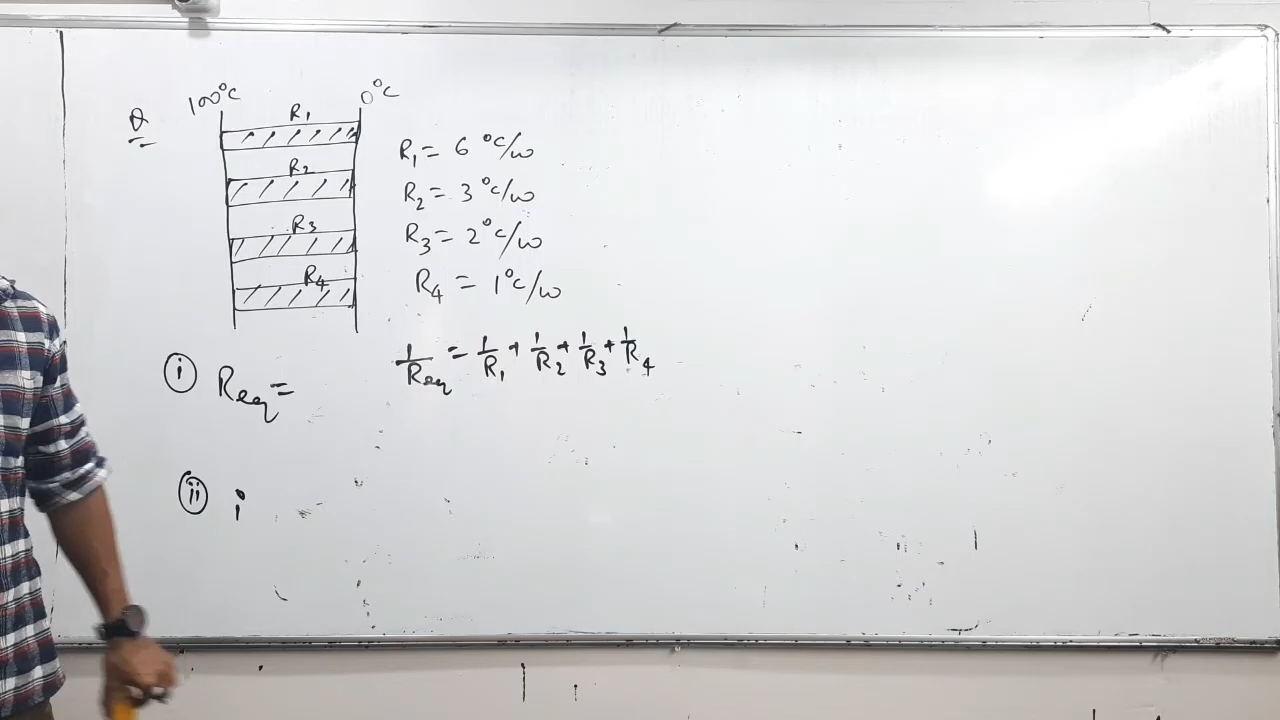 Q
100°C
0°C
R1
R2
R3
R4
R1 = 6 °C/w
R2 = 3 °C/w
R3 = 2 °C/w
R4 = 1 °C/w
i Req =
1/Req = 1/R1 + 1/R2 + 1/R3 + 1/R4
ii i